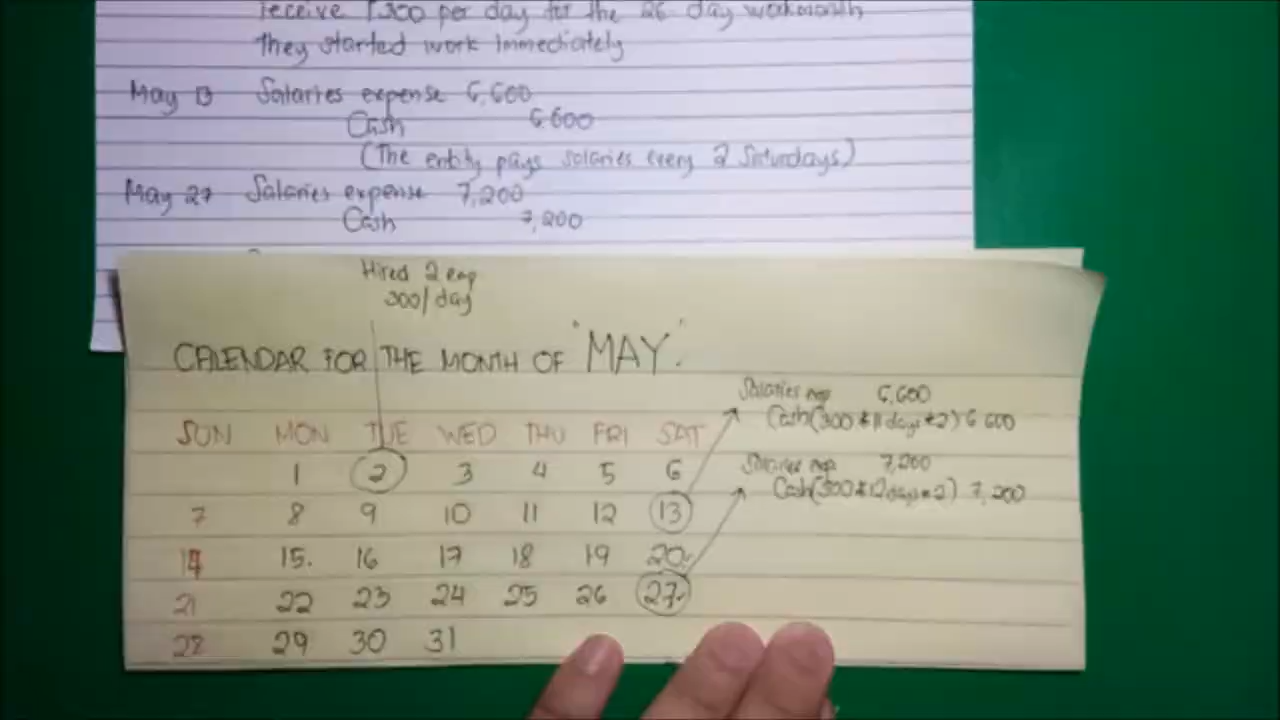 receive ₱300 per day for the 26 day workmonth
They started work immediately
May 13 Salaries expense 6,600
Cash 6,600
(The entity pays salaries every 2 Saturdays)
May 27 Salaries expense 7,200
Cash 7,200
Hired 2 emp
300/day
CALENDAR FOR THE MONTH OF "MAY".
Salaries exp 6,600
Cash (300*11days*2) 6 600
SUN MON TUE WED THU FRI SAT
Salaries exp 7,200
Cash (300*12days*2) 7,200
1 2 3 4 5 6
7 8 9 10 11 12 13
14 15. 16 17 18 19 20
21 22 23 24 25 26 27
28 29 30 31